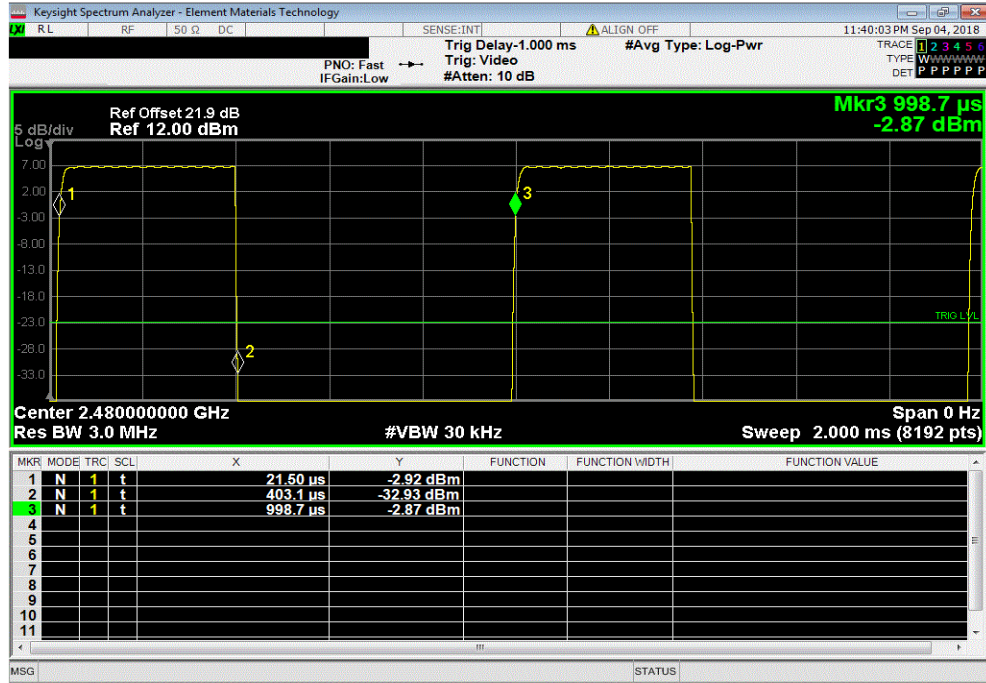 Keysight Spectrum Analyzer - Element Materials Technology
LXI RL RF 50 Ω DC SENSE:INT ALIGN OFF 11:40:03 PM Sep 04, 2018
Trig Delay-1.000 ms #Avg Type: Log-Pwr TRACE 1 2 3 4 5 6
PNO: Fast Trig: Video TYPE WWWWWW
IFGain:Low #Atten: 10 dB DET P P P P P P
Mkr3 998.7 µs
-2.87 dBm
Ref Offset 21.9 dB
5 dB/div Ref 12.00 dBm
Log
7.00
2.00
-3.00
-8.00
-13.0
-18.0
-23.0
-28.0
-33.0
1
2
3
TRIG LVL
Center 2.480000000 GHz Span 0 Hz
Res BW 3.0 MHz #VBW 30 kHz Sweep 2.000 ms (8192 pts)
MKR MODE TRC SCL X Y FUNCTION FUNCTION WIDTH FUNCTION VALUE
1 N 1 t 21.50 µs -2.92 dBm
2 N 1 t 403.1 µs -32.93 dBm
3 N 1 t 998.7 µs -2.87 dBm
4
5
6
7
8
9
10
11
MSG STATUS